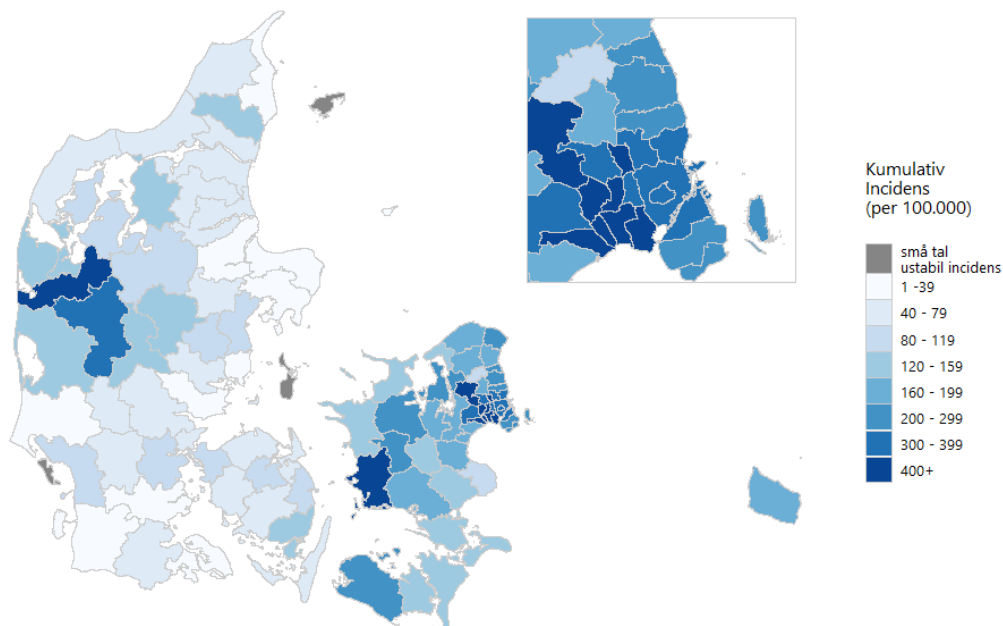 Kumulativ
Incidens
(per 100.000)
små tal
ustabil incidens
1 -39
40 - 79
80 - 119
120 - 159
160 - 199
200 - 299
300 - 399
400+